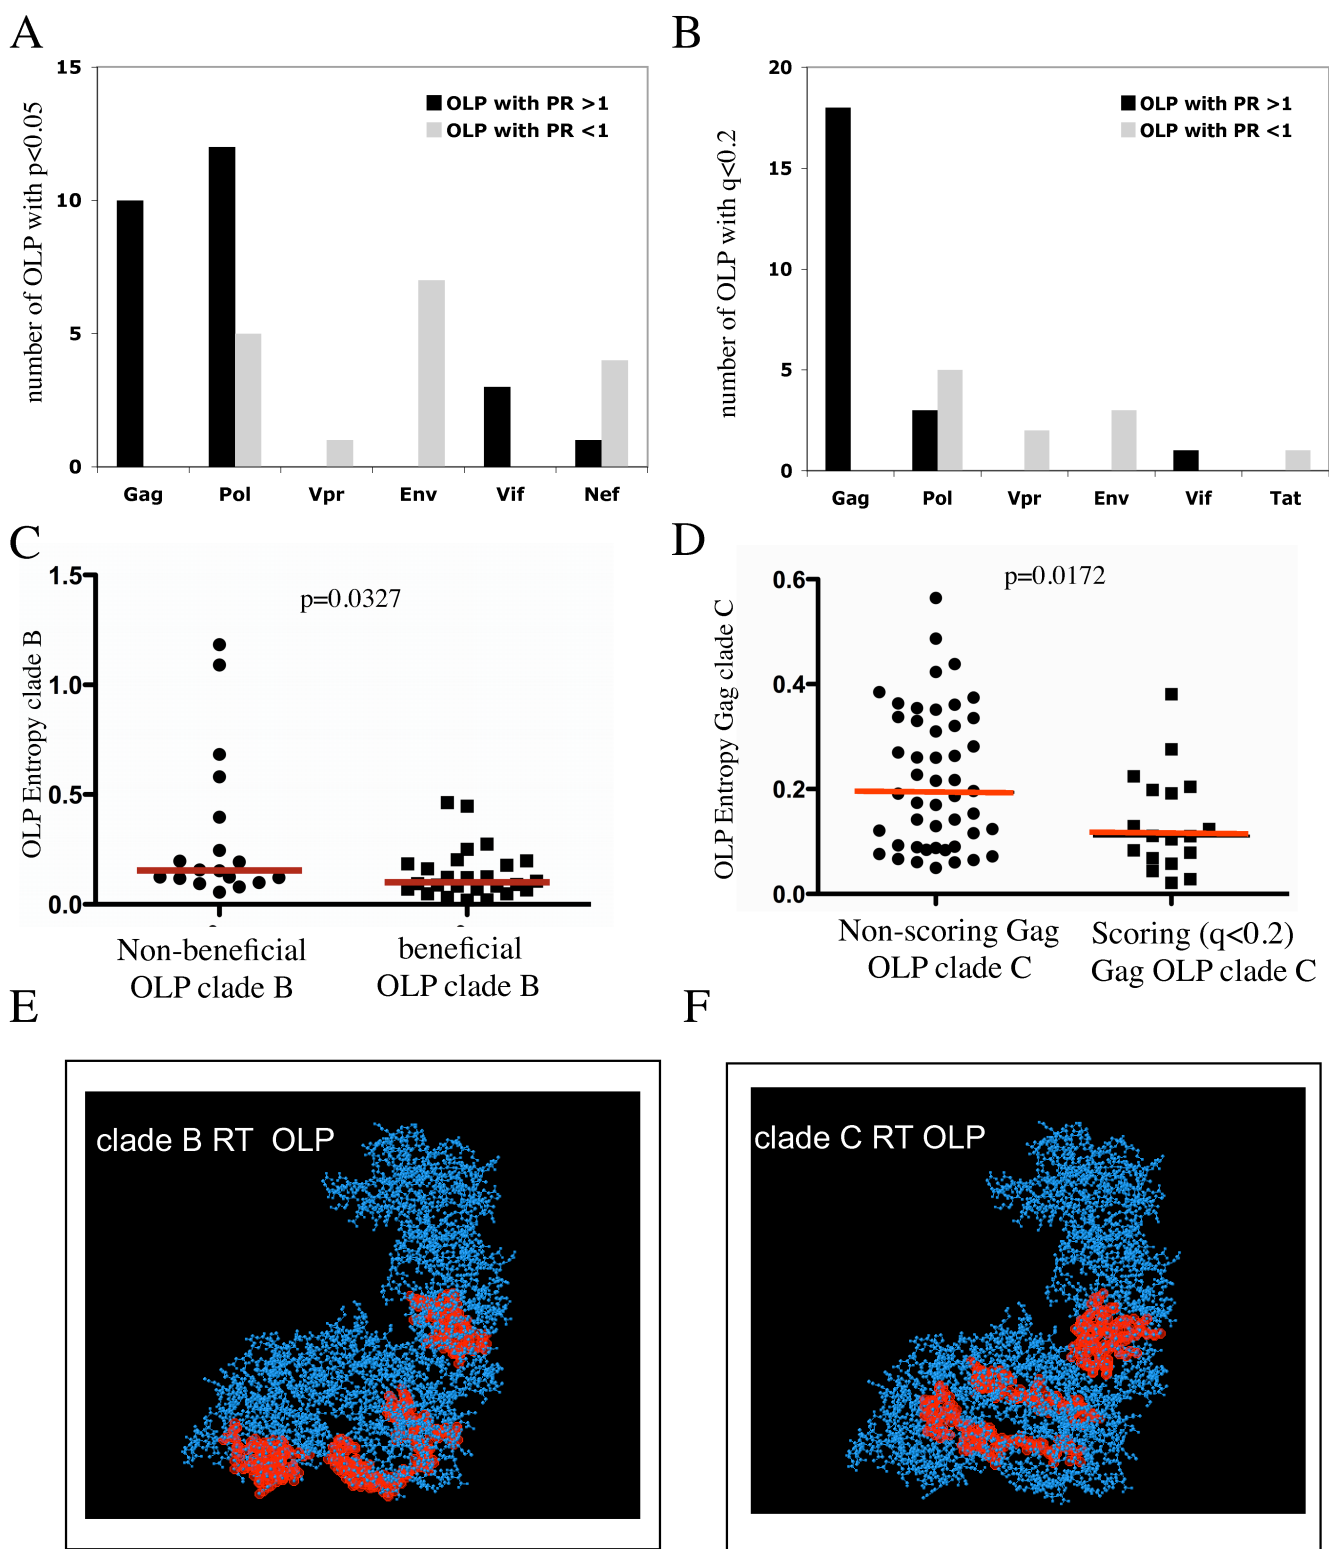 A
number of OLP with p<0.05
15
10
5
0
OLP with PR >1
OLP with PR <1
Gag Pol Vpr Env Vif Nef
B
number of OLP with q<0.2
20
15
10
5
0
OLP with PR >1
OLP with PR <1
Gag Pol Vpr Env Vif Tat
C
OLP Entropy clade B
1.5
1.0
0.5
0.0
p=0.0327
Non-beneficial
OLP clade B
beneficial
OLP clade B
D
OLP Entropy Gag clade C
0.6
0.4
0.2
0.0
p=0.0172
Non-scoring Gag
OLP clade C
Scoring (q<0.2)
Gag OLP clade C
E
clade B RT OLP
F
clade C RT OLP